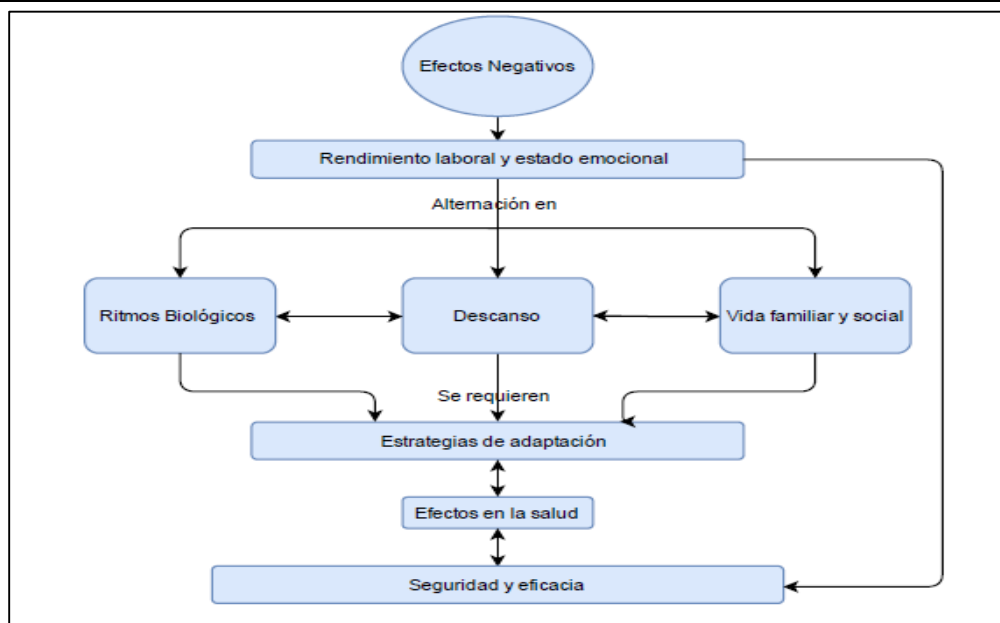 Efectos Negativos
Rendimiento laboral y estado emocional
Alternación en
Ritmos Biológicos
Descanso
Vida familiar y social
Se requieren
Estrategias de adaptación
Efectos en la salud
Seguridad y eficacia